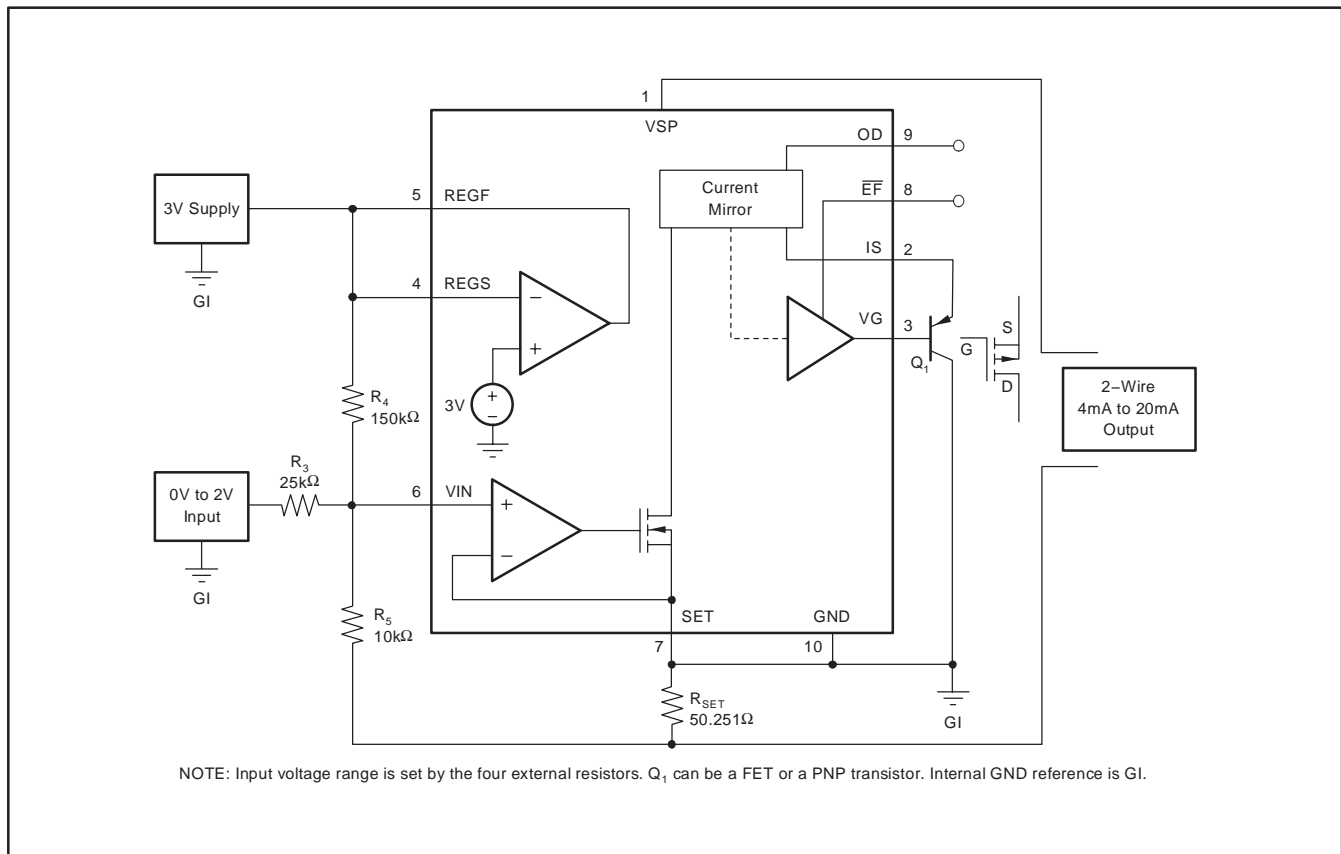 1
VSP
OD
9
EF
8
Current
Mirror
IS
2
3V Supply
GI
5
REGF
4
REGS
−
+
3V
+
−
VG
3
Q1
S
G
D
2−Wire
4mA to 20mA
Output
R4
150kΩ
R3
25kΩ
0V to 2V
Input
GI
6
VIN
+
−
R5
10kΩ
SET
GND
7
10
RSET
50.251Ω
GI
NOTE: Input voltage range is set by the four external resistors. Q1 can be a FET or a PNP transistor. Internal GND reference is GI.